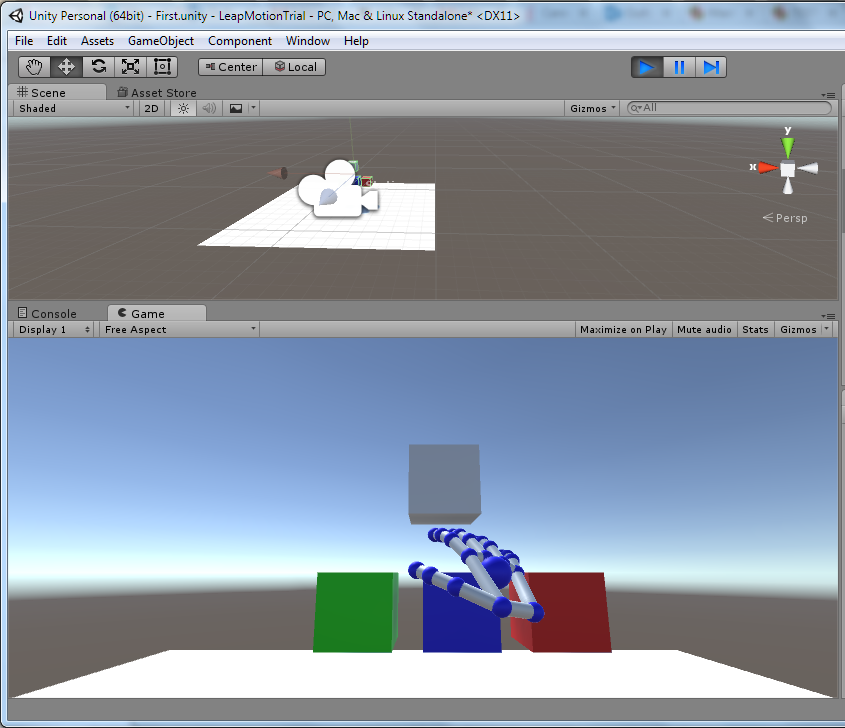 Unity Personal (64bit) - First.unity - LeapMotionTrial - PC, Mac & Linux Standalone* <DX11>
File Edit Assets GameObject Component Window Help
Center Local
Scene Asset Store
Shaded 2D Gizmos All
y
x
Persp
Console Game
Display 1 Free Aspect Maximize on Play Mute audio Stats Gizmos